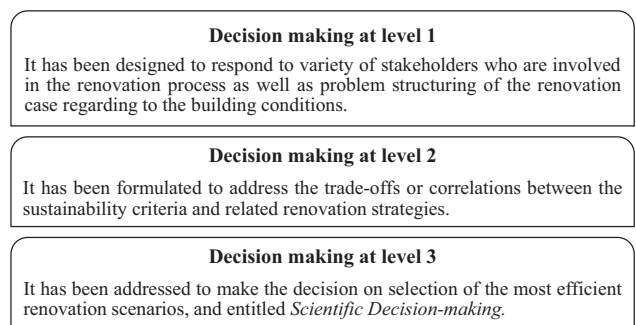 Decision making at level 1
It has been designed to respond to variety of stakeholders who are involved
in the renovation process as well as problem structuring of the renovation
case regarding to the building conditions.
Decision making at level 2
It has been formulated to address the trade-offs or correlations between the
sustainability criteria and related renovation strategies.
Decision making at level 3
It has been addressed to make the decision on selection of the most efficient
renovation scenarios, and entitled Scientific Decision-making.